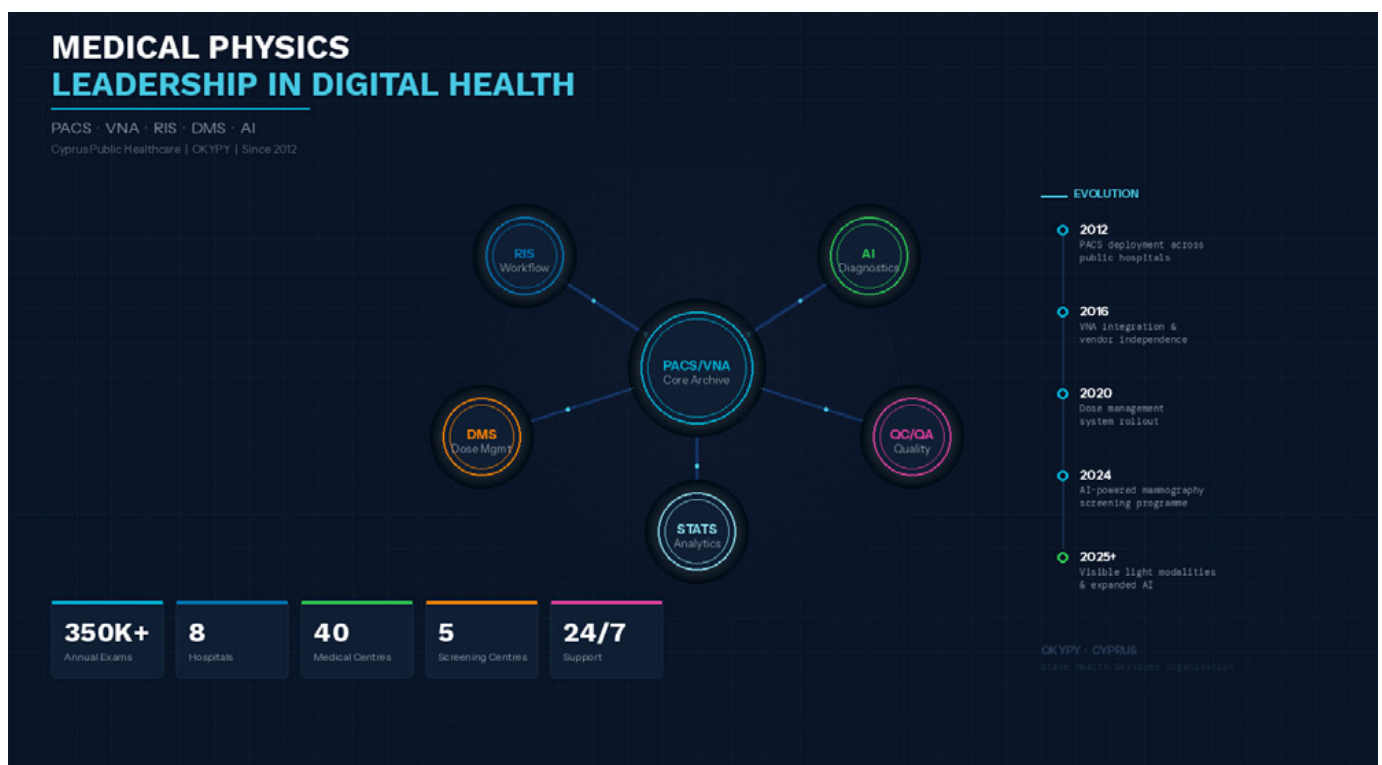 MEDICAL PHYSICS
LEADERSHIP IN DIGITAL HEALTH
PACS · VNA · RIS · DMS · AI
Cyprus Public Healthcare | OKYPY | Since 2012
RIS
Workflow
AI
Diagnostics
PACS/VNA
Core Archive
DMS
Dose Mgmt
QC/QA
Quality
STATS
Analytics
EVOLUTION
2012
PACS deployment across
public hospitals
2016
VNA integration &
vendor independence
2020
Dose management
system rollout
2024
AI-powered mammography
screening programme
2025+
Visible light modalities
& expanded AI
350K+
Annual Exams
8
Hospitals
40
Medical Centres
5
Screening Centres
24/7
Support
OKYPY · CYPRUS
State Health Services Organisation